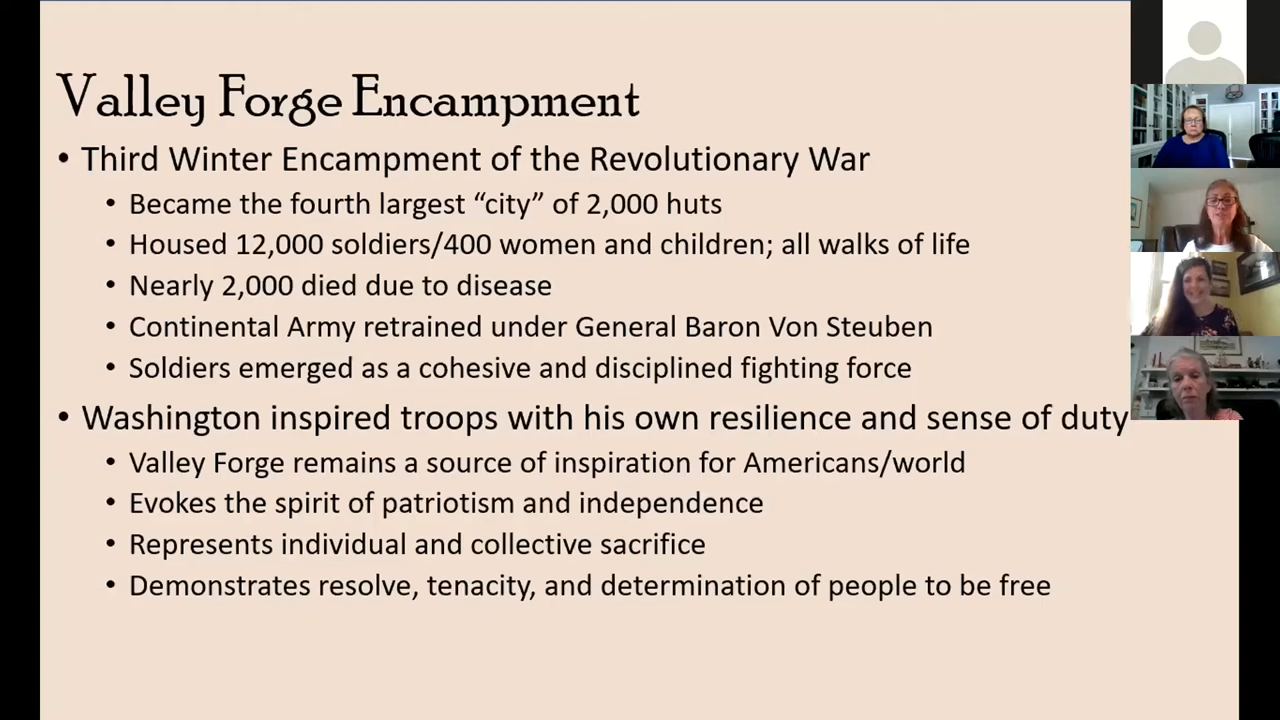 Valley Forge Encampment
• Third Winter Encampment of the Revolutionary War
• Became the fourth largest “city” of 2,000 huts
• Housed 12,000 soldiers/400 women and children; all walks of life
• Nearly 2,000 died due to disease
• Continental Army retrained under General Baron Von Steuben
• Soldiers emerged as a cohesive and disciplined fighting force
• Washington inspired troops with his own resilience and sense of duty
• Valley Forge remains a source of inspiration for Americans/world
• Evokes the spirit of patriotism and independence
• Represents individual and collective sacrifice
• Demonstrates resolve, tenacity, and determination of people to be free